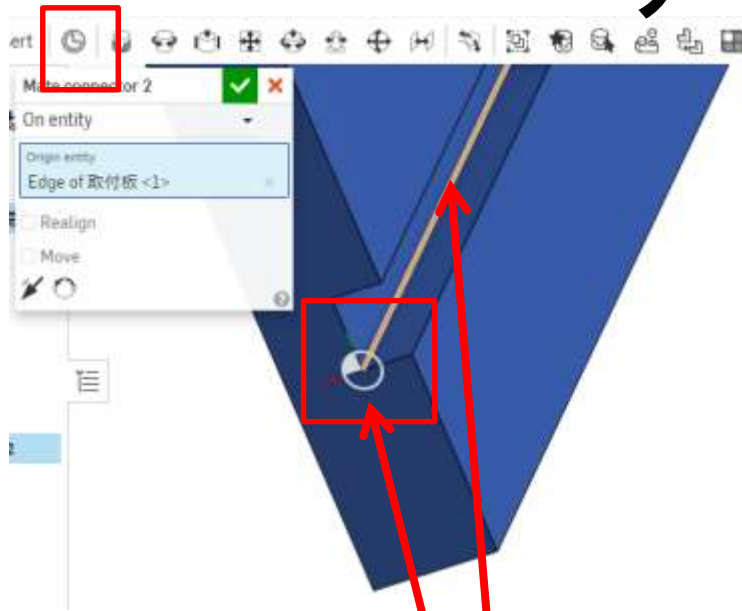 ert
Mate connector 2
On entity
Origin entity
Edge of 取付板 <1>
Realign
Move